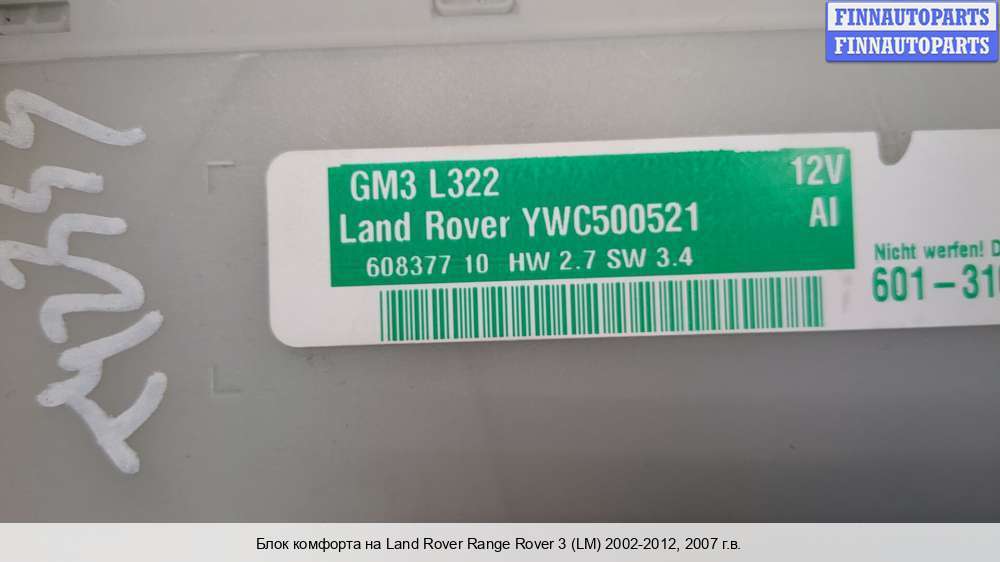 FINNAUTOPARTS
FINNAUTOPARTS
GM3 L322
12V
Land Rover YWC500521
AI
608377 10 HW 2.7 SW 3.4
Nicht werfen! D
601-31
Блок комфорта на Land Rover Range Rover 3 (LM) 2002-2012, 2007 г.в.